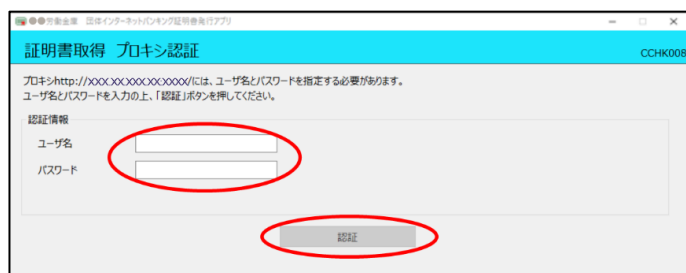 ●●労働金庫 団体インターネットバンキング証明書発行アプリ
証明書取得 プロキシ認証
CCHK008
プロキシhttp://XXX.XX.XXX.XX:XXXX/には、ユーザ名とパスワードを指定する必要があります。
ユーザ名とパスワードを入力の上、「認証」ボタンを押してください。
認証情報
ユーザ名
パスワード
認証